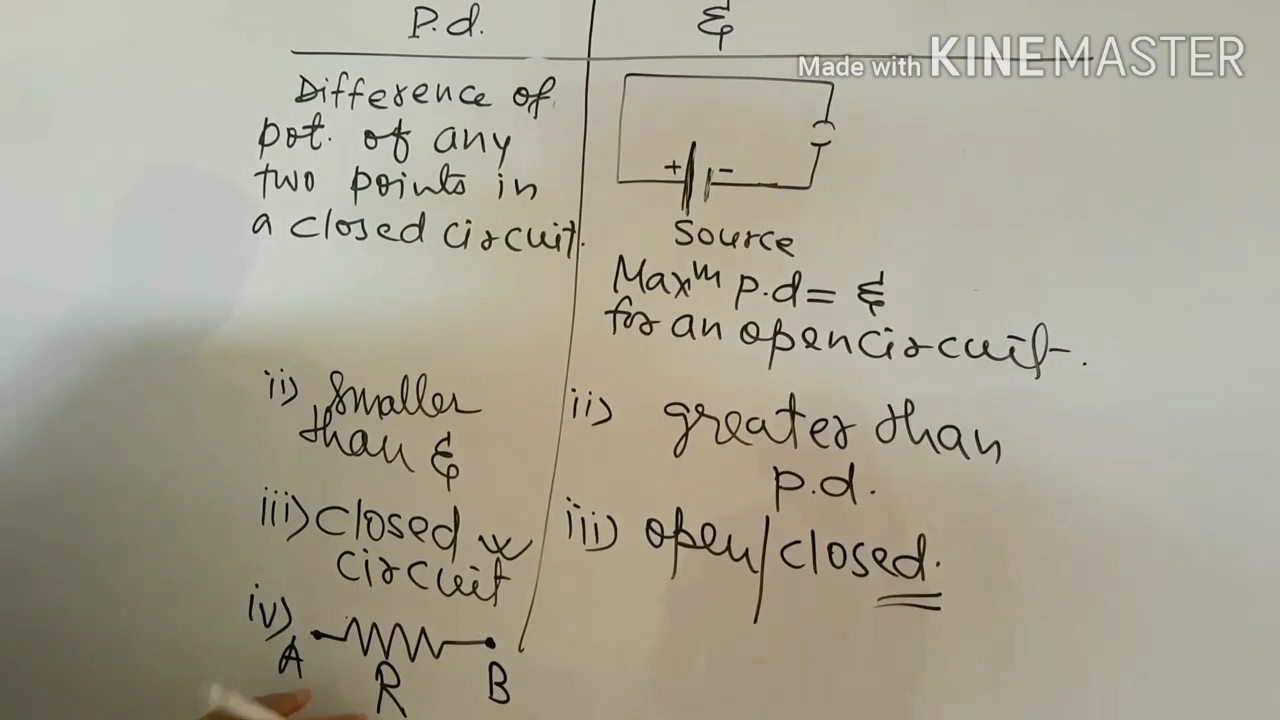 P.d.
Difference of
pot. of any
two points in
a closed circuit.
ii) Smaller
than ξ
iii) Closed
circuit
iv)
A R B
ξ
Made with KINEMASTER
+ -
Source
Maxᵐ p.d = ξ
for an open circuit.
ii) greater than
p.d.
iii) open/closed.